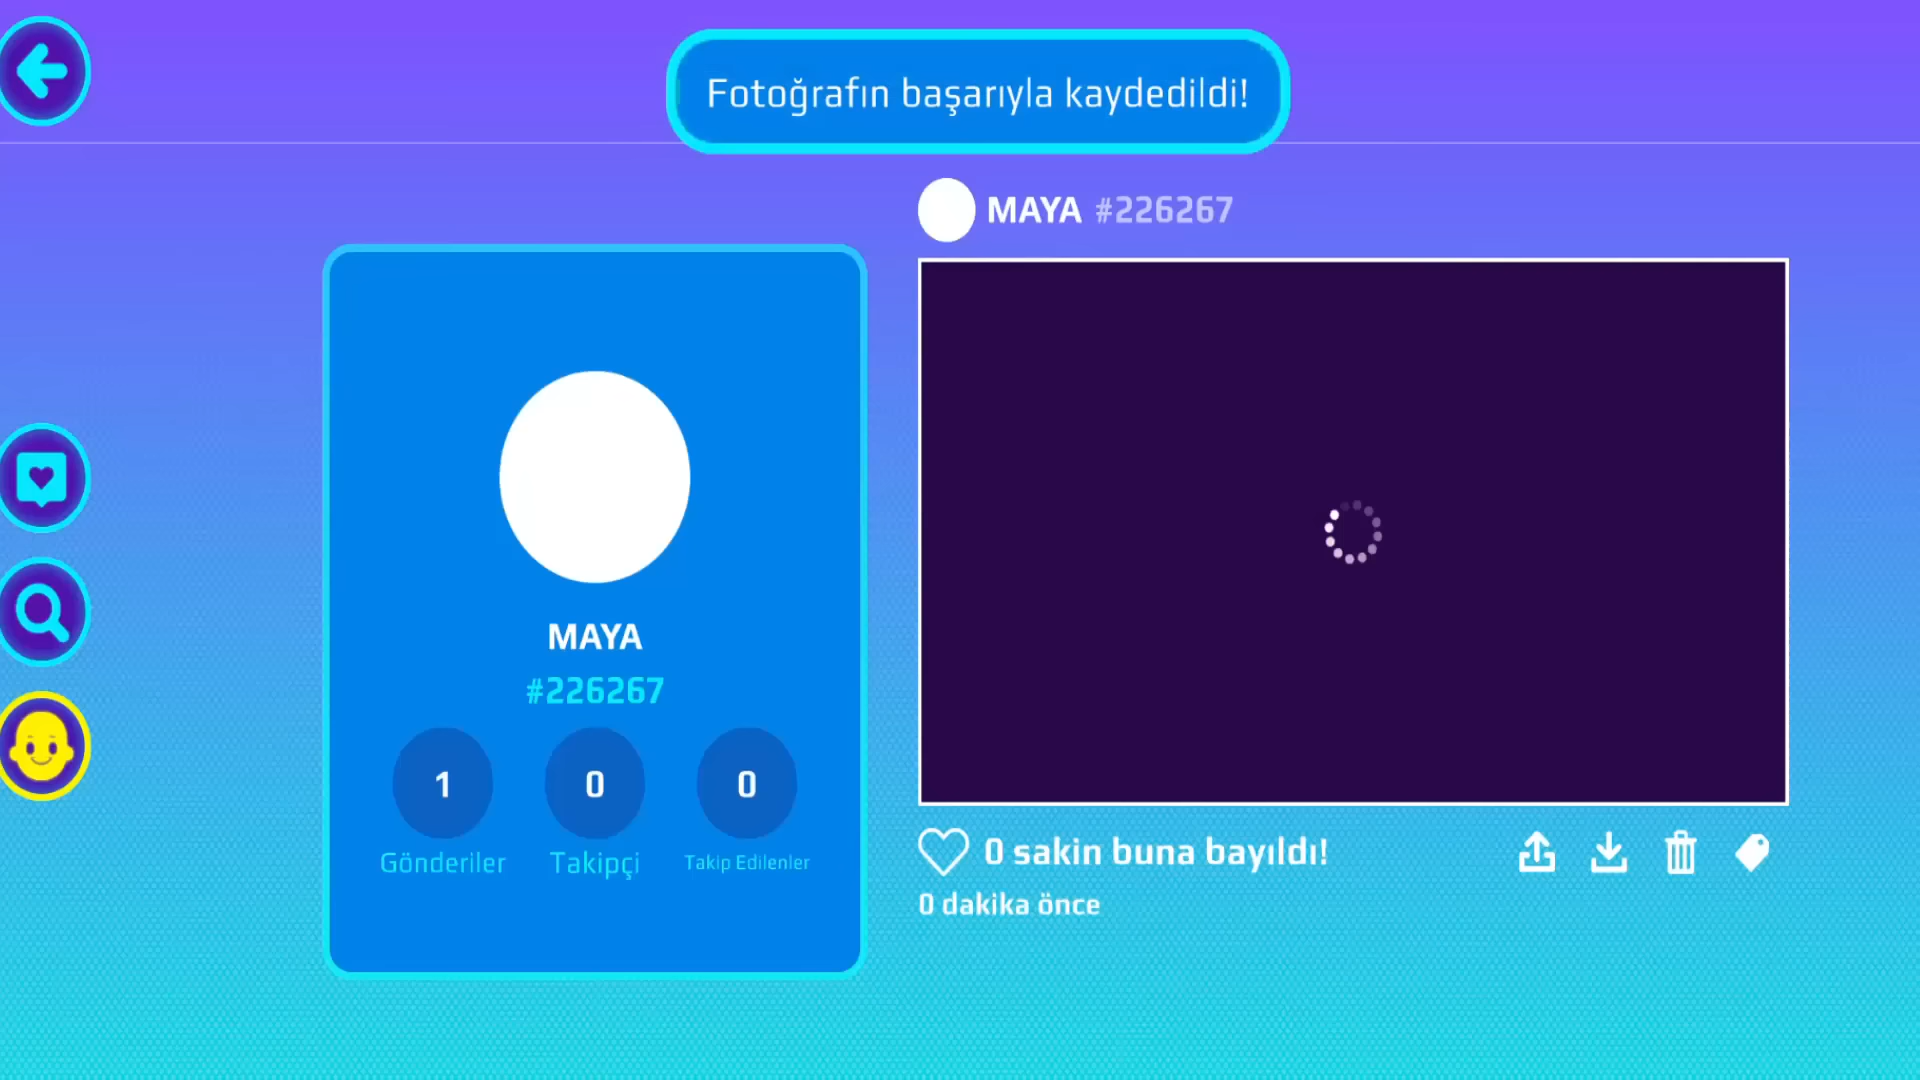 Fotoğrafın başarıyla kaydedildi!
MAYA #226267
MAYA
#226267
1 0 0
Gönderiler Takipçi Takip Edilenler
0 sakin buna bayıldı!
0 dakika önce